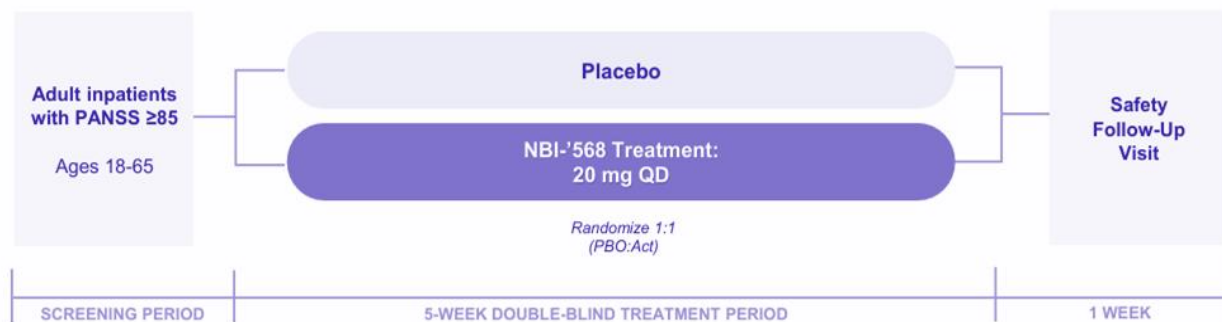 Adult inpatients
with PANSS ≥85
Ages 18-65
Placebo
NBI-'568 Treatment:
20 mg QD
Randomize 1:1
(PBO:Act)
Safety
Follow-Up
Visit
SCREENING PERIOD
5-WEEK DOUBLE-BLIND TREATMENT PERIOD
1 WEEK